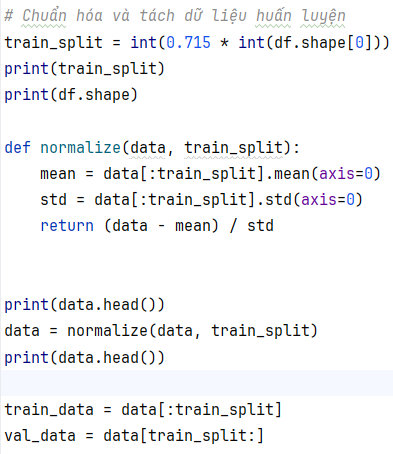 # Chuẩn hóa và tách dữ liệu huấn luyện
train_split = int(0.715 * int(df.shape[0]))
print(train_split)
print(df.shape)
def normalize(data, train_split):
    mean = data[:train_split].mean(axis=0)
    std = data[:train_split].std(axis=0)
    return (data - mean) / std
print(data.head())
data = normalize(data, train_split)
print(data.head())
train_data = data[:train_split]
val_data = data[train_split:]